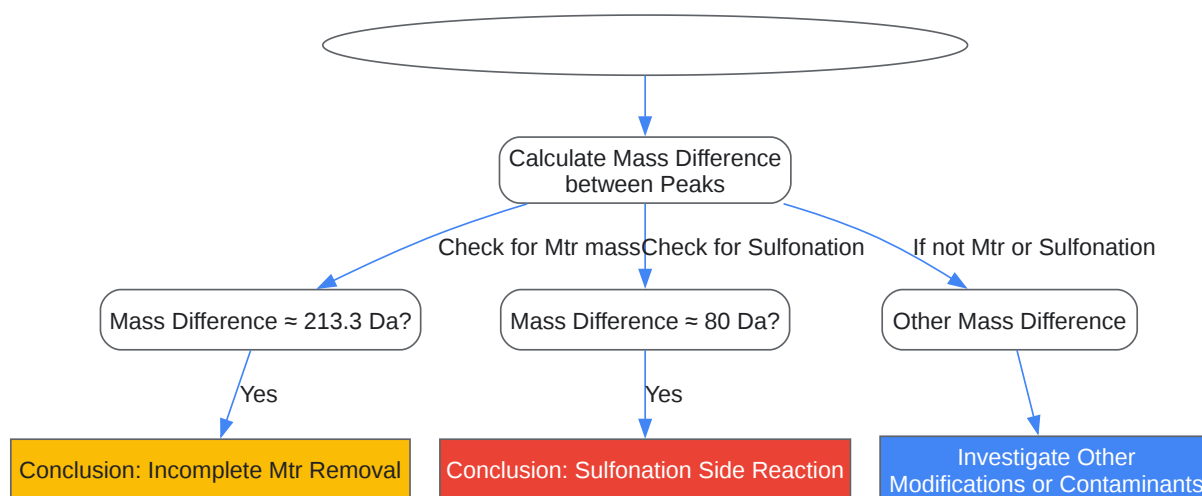 Calculate Mass Difference
between Peaks
Check for Mtr mass
Check for Sulfonation
If not Mtr or Sulfonation
Mass Difference ≈ 213.3 Da?
Mass Difference ≈ 80 Da?
Other Mass Difference
Yes
Yes
Conclusion: Incomplete Mtr Removal
Conclusion: Sulfonation Side Reaction
Investigate Other
Modifications or Contaminants